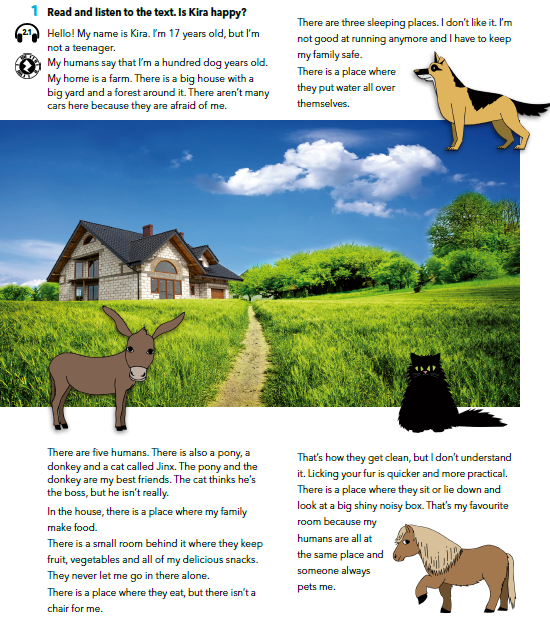 1 Read and listen to the text. Is Kira happy?
2.1
Hello! My name is Kira. I'm 17 years old, but I'm
not a teenager.
My humans say that I'm a hundred dog years old.
My home is a farm. There is a big house with a
big yard and a forest around it. There aren't many
cars here because they are afraid of me.
There are three sleeping places. I don't like it. I'm
not good at running anymore and I have to keep
my family safe.
There is a place where
they put water all over
themselves.
There are five humans. There is also a pony, a
donkey and a cat called Jinx. The pony and the
donkey are my best friends. The cat thinks he's
the boss, but he isn't really.
In the house, there is a place where my family
make food.
There is a small room behind it where they keep
fruit, vegetables and all of my delicious snacks.
They never let me go in there alone.
There is a place where they eat, but there isn't a
chair for me.
That's how they get clean, but I don't understand
it. Licking your fur is quicker and more practical.
There is a place where they sit or lie down and
look at a big shiny noisy box. That's my favourite
room because my
humans are all at
the same place and
someone always
pets me.